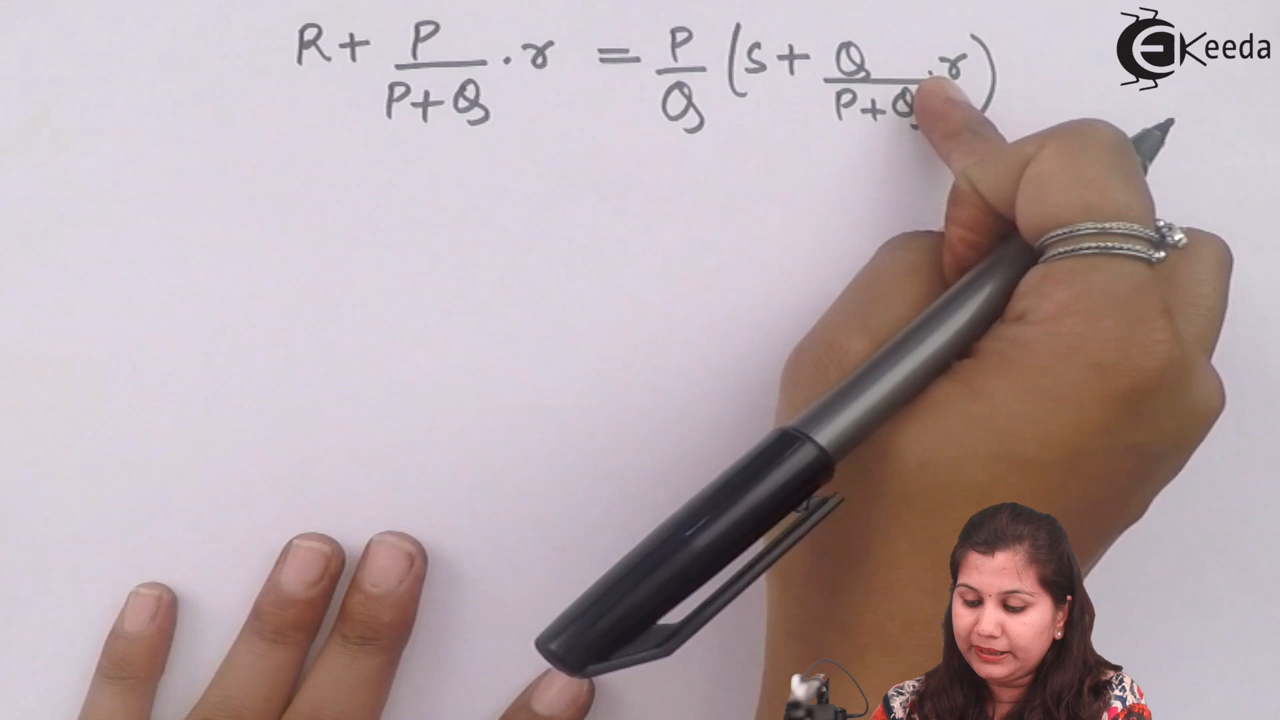 R + P/(P+Q) · r = P/Q (S + Q/(P+Q) · r)
EKeeda